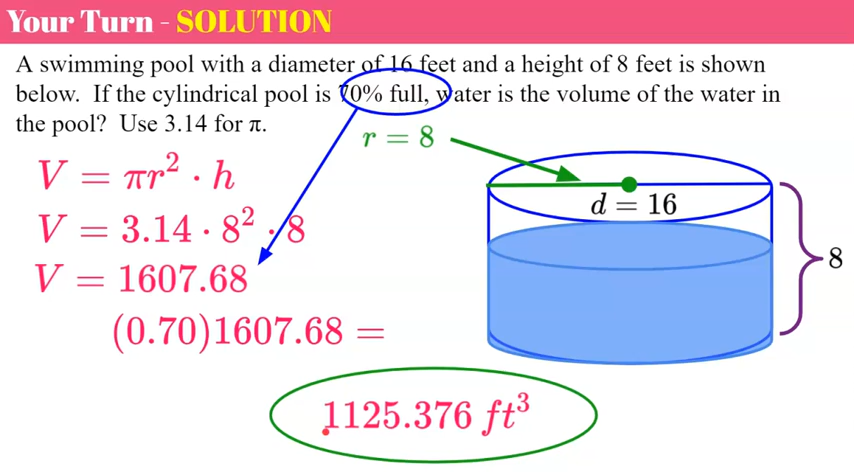 Your Turn - SOLUTION
A swimming pool with a diameter of 16 feet and a height of 8 feet is shown
below. If the cylindrical pool is 70% full, water is the volume of the water in
the pool? Use 3.14 for π.
r = 8
V = πr² · h
d = 16
V = 3.14 · 8² · 8
8
V = 1607.68
(0.70)1607.68 =
1125.376 ft³